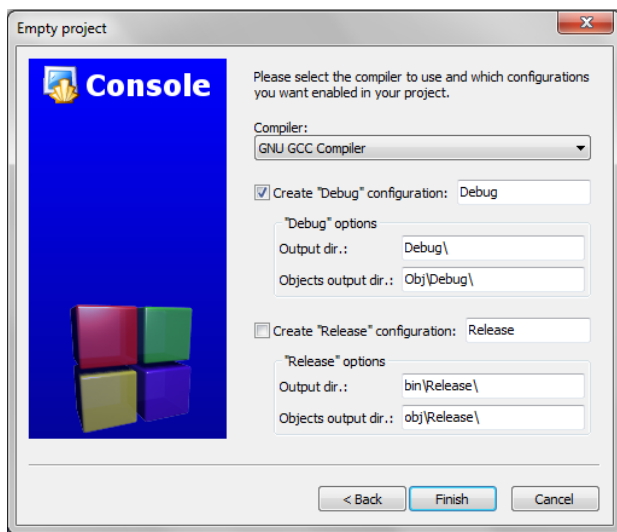 Empty project
Console
Please select the compiler to use and which configurations
you want enabled in your project.
Compiler:
GNU GCC Compiler
Create "Debug" configuration: Debug
"Debug" options
Output dir.: Debug\
Objects output dir.: Obj\Debug\
Create "Release" configuration: Release
"Release" options
Output dir.: bin\Release\
Objects output dir.: obj\Release\
< Back Finish Cancel